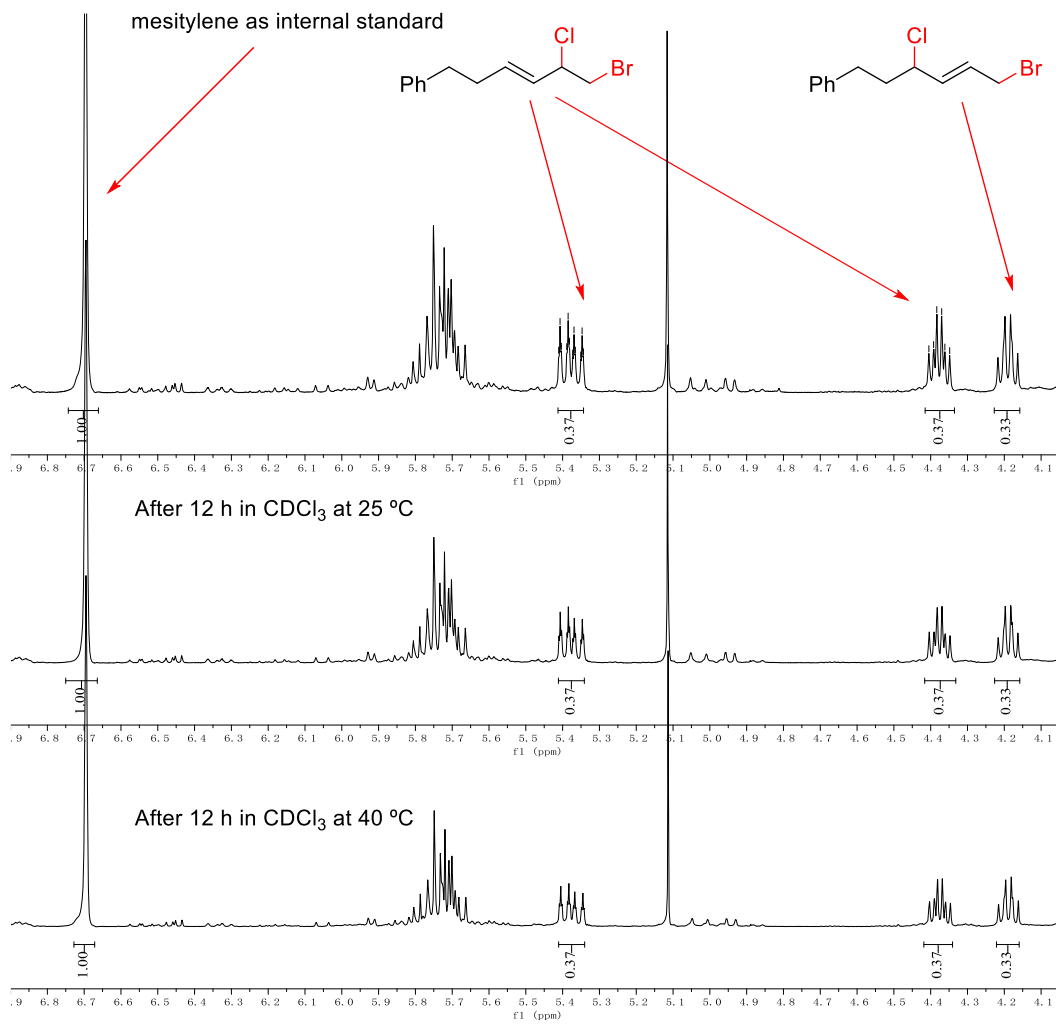 mesitylene as internal standard
Cl
Br
Ph
Cl
Br
Ph
1.00
0.37
0.37
0.33
.9 6.8 6.7 6.6 6.5 6.4 6.3 6.2 6.1 6.0 5.9 5.8 5.7 5.6 5.5 5.4 5.3 5.2 5.1 5.0 4.9 4.8 4.7 4.6 4.5 4.4 4.3 4.2 4.1
f1 (ppm)
After 12 h in CDCl₃ at 25 ºC
1.00
0.37
0.37
0.33
.9 6.8 6.7 6.6 6.5 6.4 6.3 6.2 6.1 6.0 5.9 5.8 5.7 5.6 5.5 5.4 5.3 5.2 5.1 5.0 4.9 4.8 4.7 4.6 4.5 4.4 4.3 4.2 4.1
f1 (ppm)
After 12 h in CDCl₃ at 40 ºC
1.00
0.37
0.37
0.33
.9 6.8 6.7 6.6 6.5 6.4 6.3 6.2 6.1 6.0 5.9 5.8 5.7 5.6 5.5 5.4 5.3 5.2 5.1 5.0 4.9 4.8 4.7 4.6 4.5 4.4 4.3 4.2 4.1
f1 (ppm)